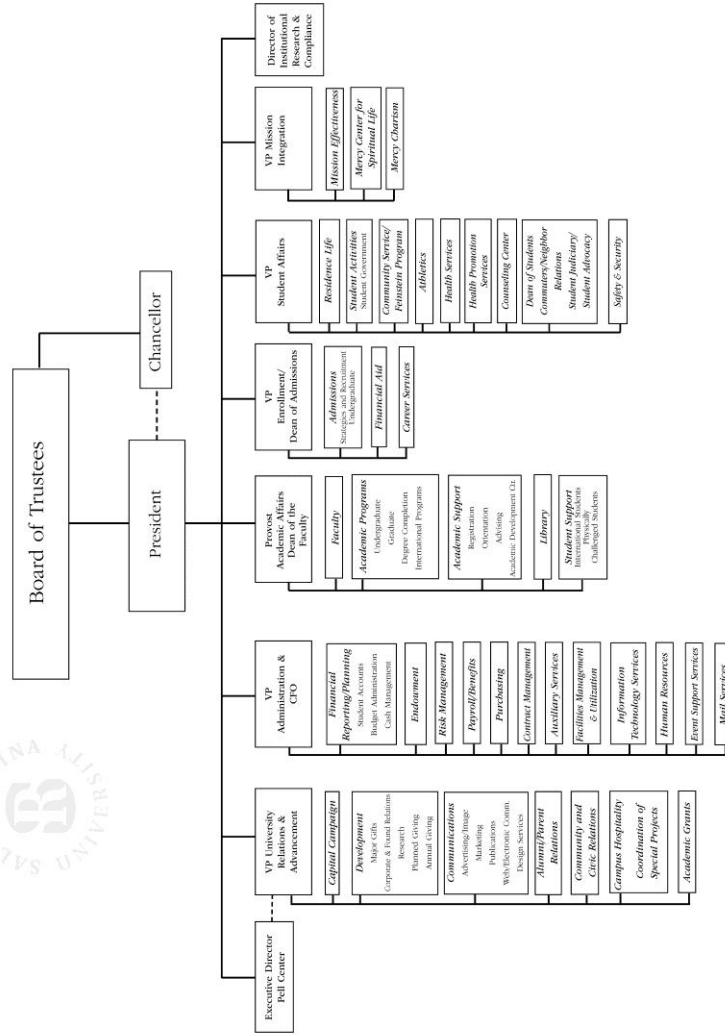 SALVE REGINA UNIVERSITY
Board of Trustees
President
Chancellor
Executive Director
Pell Center
VP University
Relations &
Advancement
Capital Campaign
Development
Major Gifts
Corporate & Found Relations
Research
Planned Giving
Annual Giving
Communications
Advertising/Image
Marketing
Publications
Web/Electronic Comm.
Design Services
Alumni/Parent
Relations
Community and
Civic Relations
Campus Hospitality
Coordination of
Special Projects
Academic Grants
VP
Administration &
CFO
Financial
Reporting/Planning
Student Accounts
Budget Administration
Cash Management
Endowment
Risk Management
Payroll/Benefits
Purchasing
Contract Management
Auxiliary Services
Facilities Management
& Utilization
Information
Technology Services
Human Resources
Event Support Services
Mail Services
Provost
Academic Affairs
Dean of the
Faculty
Faculty
Academic Programs
Undergraduate
Graduate
Degree Completion
International Programs
Academic Support
Registration
Orientation
Advising
Academic Development Ctr.
Library
Student Support
International Students
Physically
Challenged Students
VP
Enrollment/
Dean of Admissions
Admissions
Strategies and Recruitment
Undergraduate
Financial Aid
Career Services
VP
Student Affairs
Residence Life
Student Activities
Student Government
Community Service/
Feinstein Program
Athletics
Health Services
Health Promotion
Services
Counseling Center
Dean of Students
Commuters/Neighbor
Relations
Student Judiciary/
Student Advocacy
Safety & Security
VP Mission
Integration
Mission Effectiveness
Mercy Center for
Spiritual Life
Mercy Charism
Director of
Institutional
Research &
Compliance